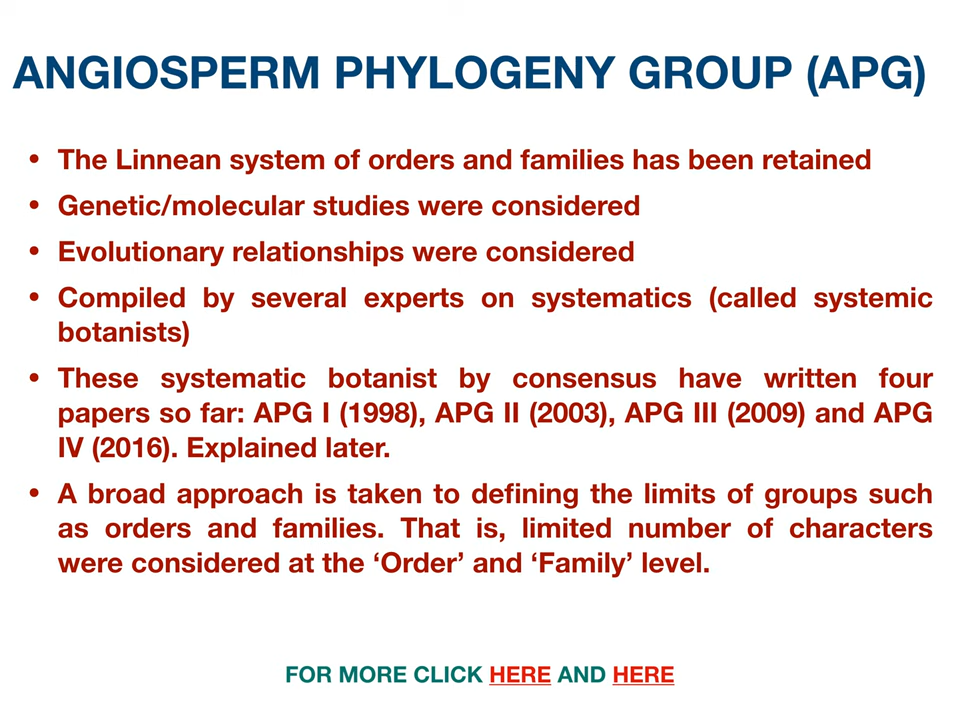 ANGIOSPERM PHYLOGENY GROUP (APG)
• The Linnean system of orders and families has been retained
• Genetic/molecular studies were considered
• Evolutionary relationships were considered
• Compiled by several experts on systematics (called systemic
botanists)
• These systematic botanist by consensus have written four
papers so far: APG I (1998), APG II (2003), APG III (2009) and APG
IV (2016). Explained later.
• A broad approach is taken to defining the limits of groups such
as orders and families. That is, limited number of characters
were considered at the ‘Order’ and ‘Family’ level.
FOR MORE CLICK HERE AND HERE